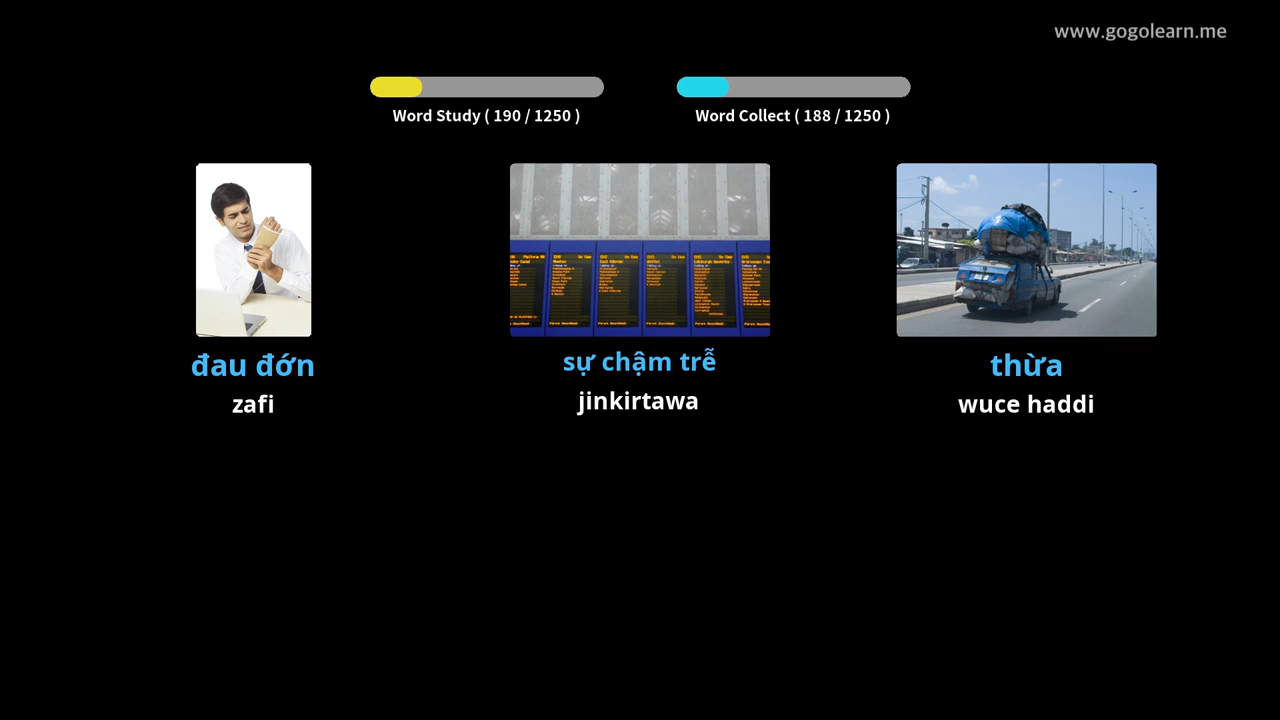 www.gogolearn.me
Word Study ( 190 / 1250 )
Word Collect ( 188 / 1250 )
đau đớn
zafi
sự chậm trễ
jinkirtawa
thừa
wuce haddi